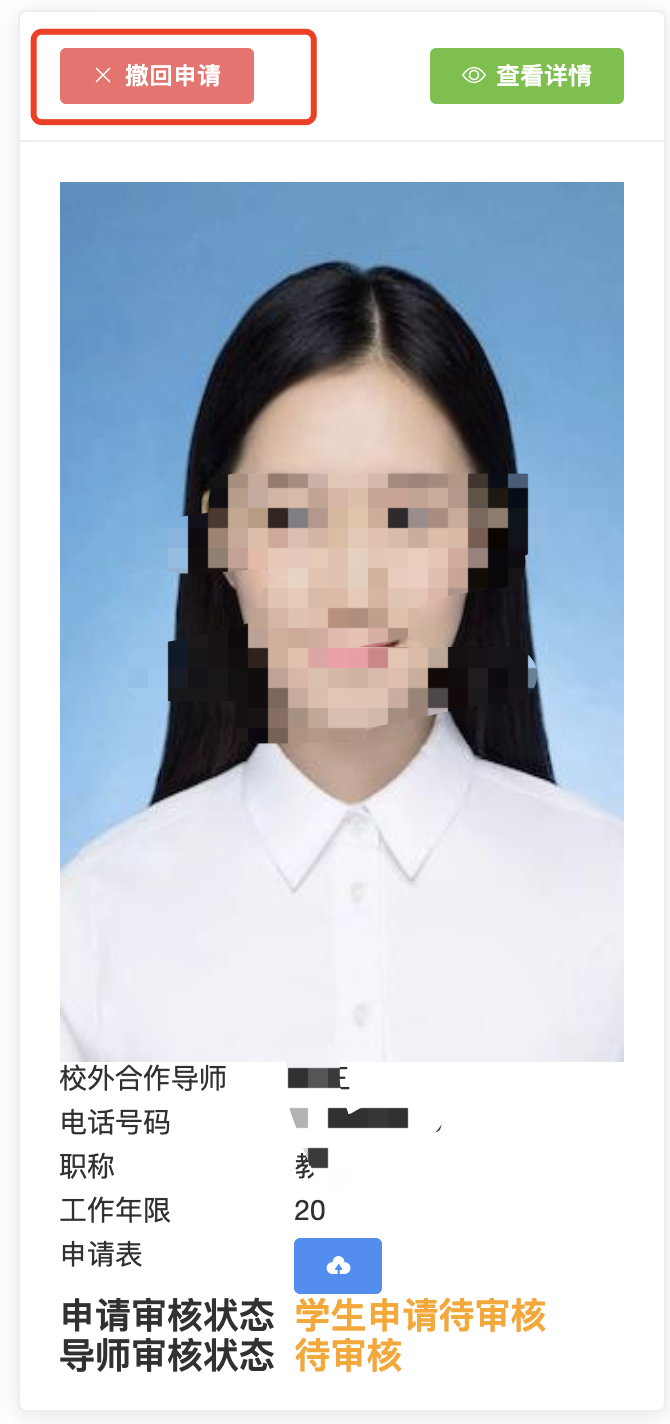 撤回申请
查看详情
校外合作导师
电话号码
职称
工作年限 20
申请表
申请审核状态 学生申请待审核
导师审核状态 待审核